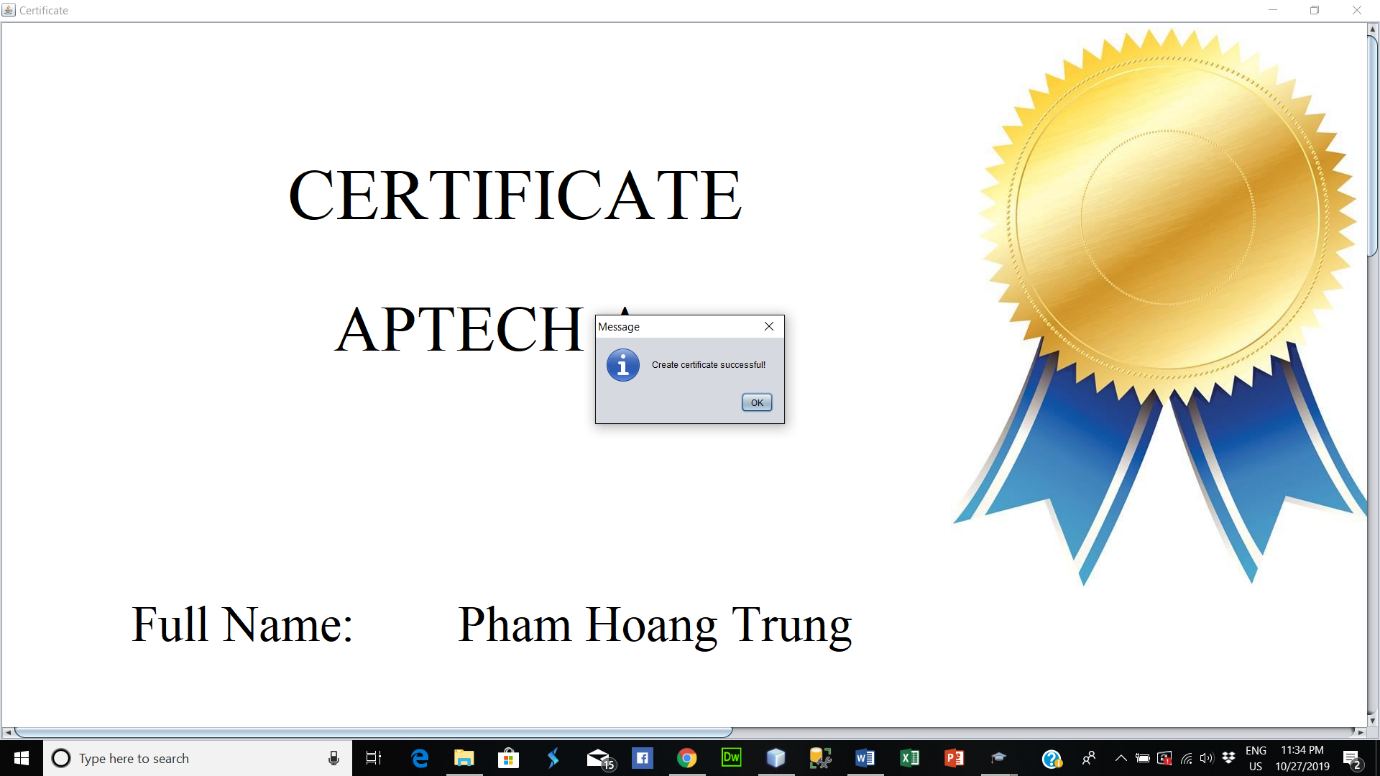 Certificate
CERTIFICATE
APTECH
Message
Create certificate successful!
OK
Full Name: Pham Hoang Trung
Type here to search
15
Dw
ENG
US
11:34 PM
10/27/2019
2